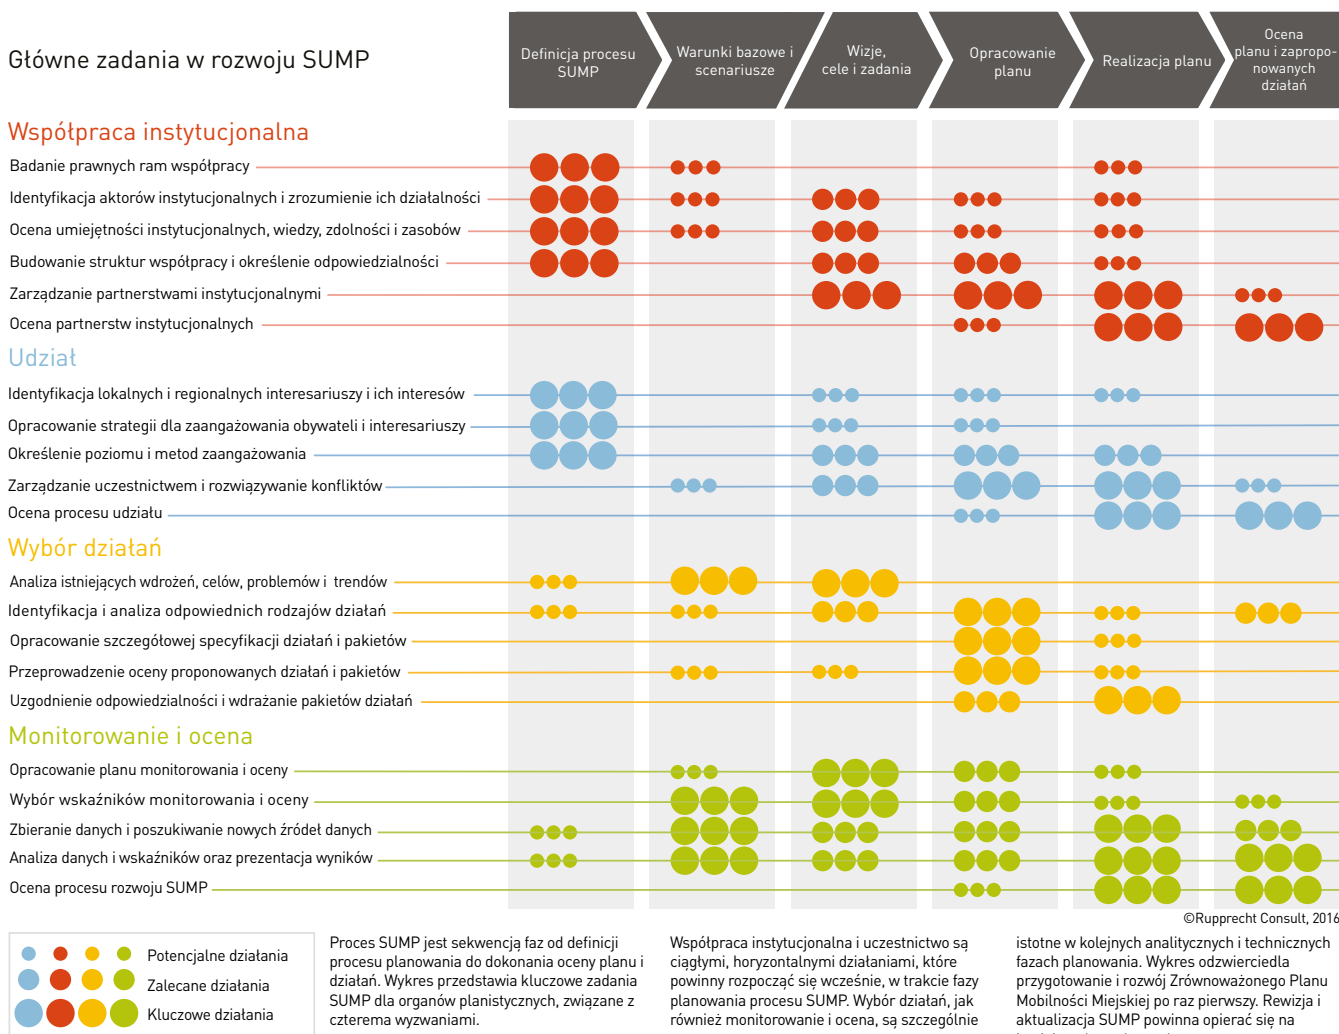 Główne zadania w rozwoju SUMP
Definicja procesu
SUMP
Warunki bazowe i
scenariusze
Wizje,
cele i zadania
Opracowanie
planu
Realizacja planu
Ocena
planu i zapropo-
nowanych
działań
Współpraca instytucjonalna
Badanie prawnych ram współpracy
Identyfikacja aktorów instytucjonalnych i zrozumienie ich działalności
Ocena umiejętności instytucjonalnych, wiedzy, zdolności i zasobów
Budowanie struktur współpracy i określenie odpowiedzialności
Zarządzanie partnerstwami instytucjonalnymi
Ocena partnerstw instytucjonalnych
Udział
Identyfikacja lokalnych i regionalnych interesariuszy i ich interesów
Opracowanie strategii dla zaangażowania obywateli i interesariuszy
Określenie poziomu i metod zaangażowania
Zarządzanie uczestnictwem i rozwiązywanie konfliktów
Ocena procesu udziału
Wybór działań
Analiza istniejących wdrożeń, celów, problemów i trendów
Identyfikacja i analiza odpowiednich rodzajów działań
Opracowanie szczegółowej specyfikacji działań i pakietów
Przeprowadzenie oceny proponowanych działań i pakietów
Uzgodnienie odpowiedzialności i wdrażanie pakietów działań
Monitorowanie i ocena
Opracowanie planu monitorowania i oceny
Wybór wskaźników monitorowania i oceny
Zbieranie danych i poszukiwanie nowych źródeł danych
Analiza danych i wskaźników oraz prezentacja wyników
Ocena procesu rozwoju SUMP
©Rupprecht Consult, 2016
Potencjalne działania
Zalecane działania
Kluczowe działania
Proces SUMP jest sekwencją faz od definicji
procesu planowania do dokonania oceny planu i
działań. Wykres przedstawia kluczowe zadania
SUMP dla organów planistycznych, związane z
czterema wyzwaniami.
Współpraca instytucjonalna i uczestnictwo są
ciągłymi, horyzontalnymi działaniami, które
powinny rozpocząć się wcześnie, w trakcie fazy
planowania procesu SUMP. Wybór działań, jak
również monitorowanie i ocena, są szczególnie
istotne w kolejnych analitycznych i technicznych
fazach planowania. Wykres odzwierciedla
przygotowanie i rozwój Zrównoważonego Planu
Mobilności Miejskiej po raz pierwszy. Rewizja i
aktualizacja SUMP powinna opierać się na